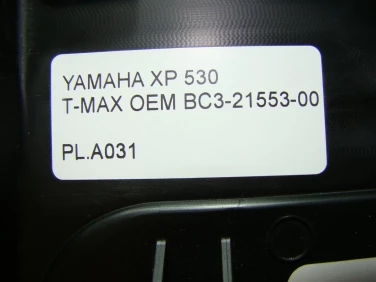 YAMAHA XP 530
T-MAX OEM BC3-21553-00
PL.A031